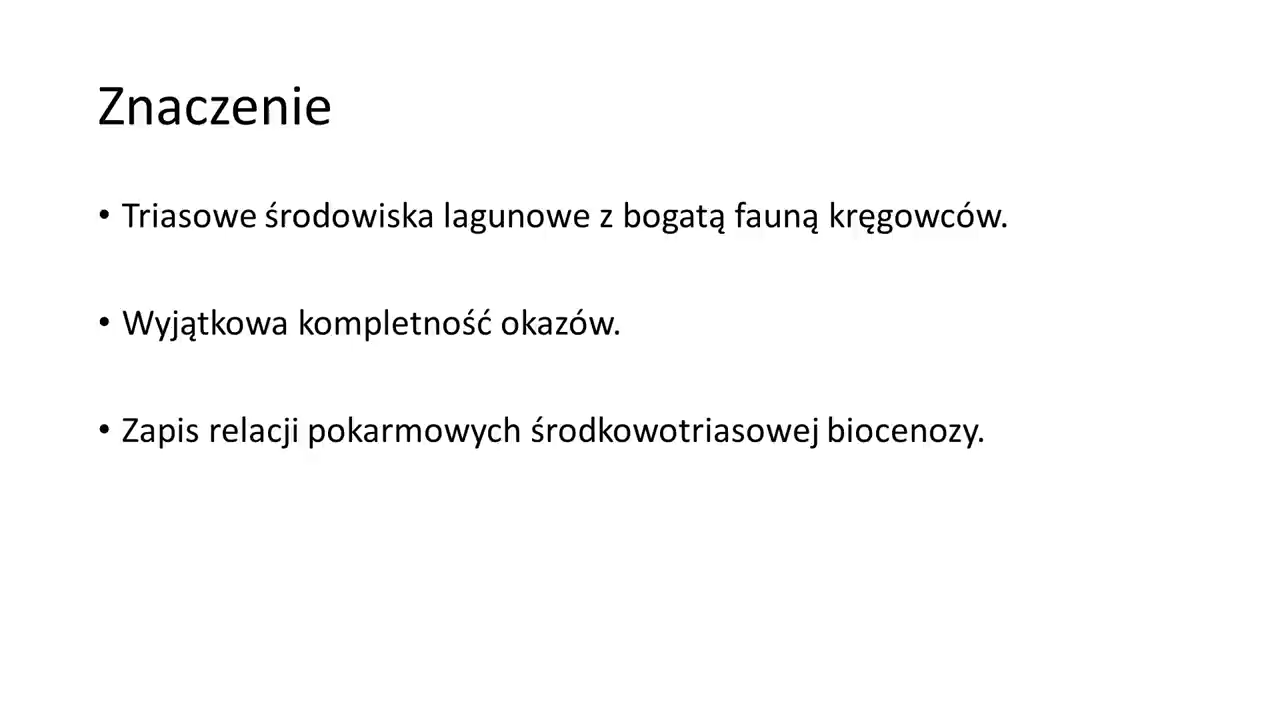 Znaczenie
• Triasowe środowiska lagunowe z bogatą fauną kręgowców.
• Wyjątkowa kompletność okazów.
• Zapis relacji pokarmowych środkowotriasowej biocenozy.